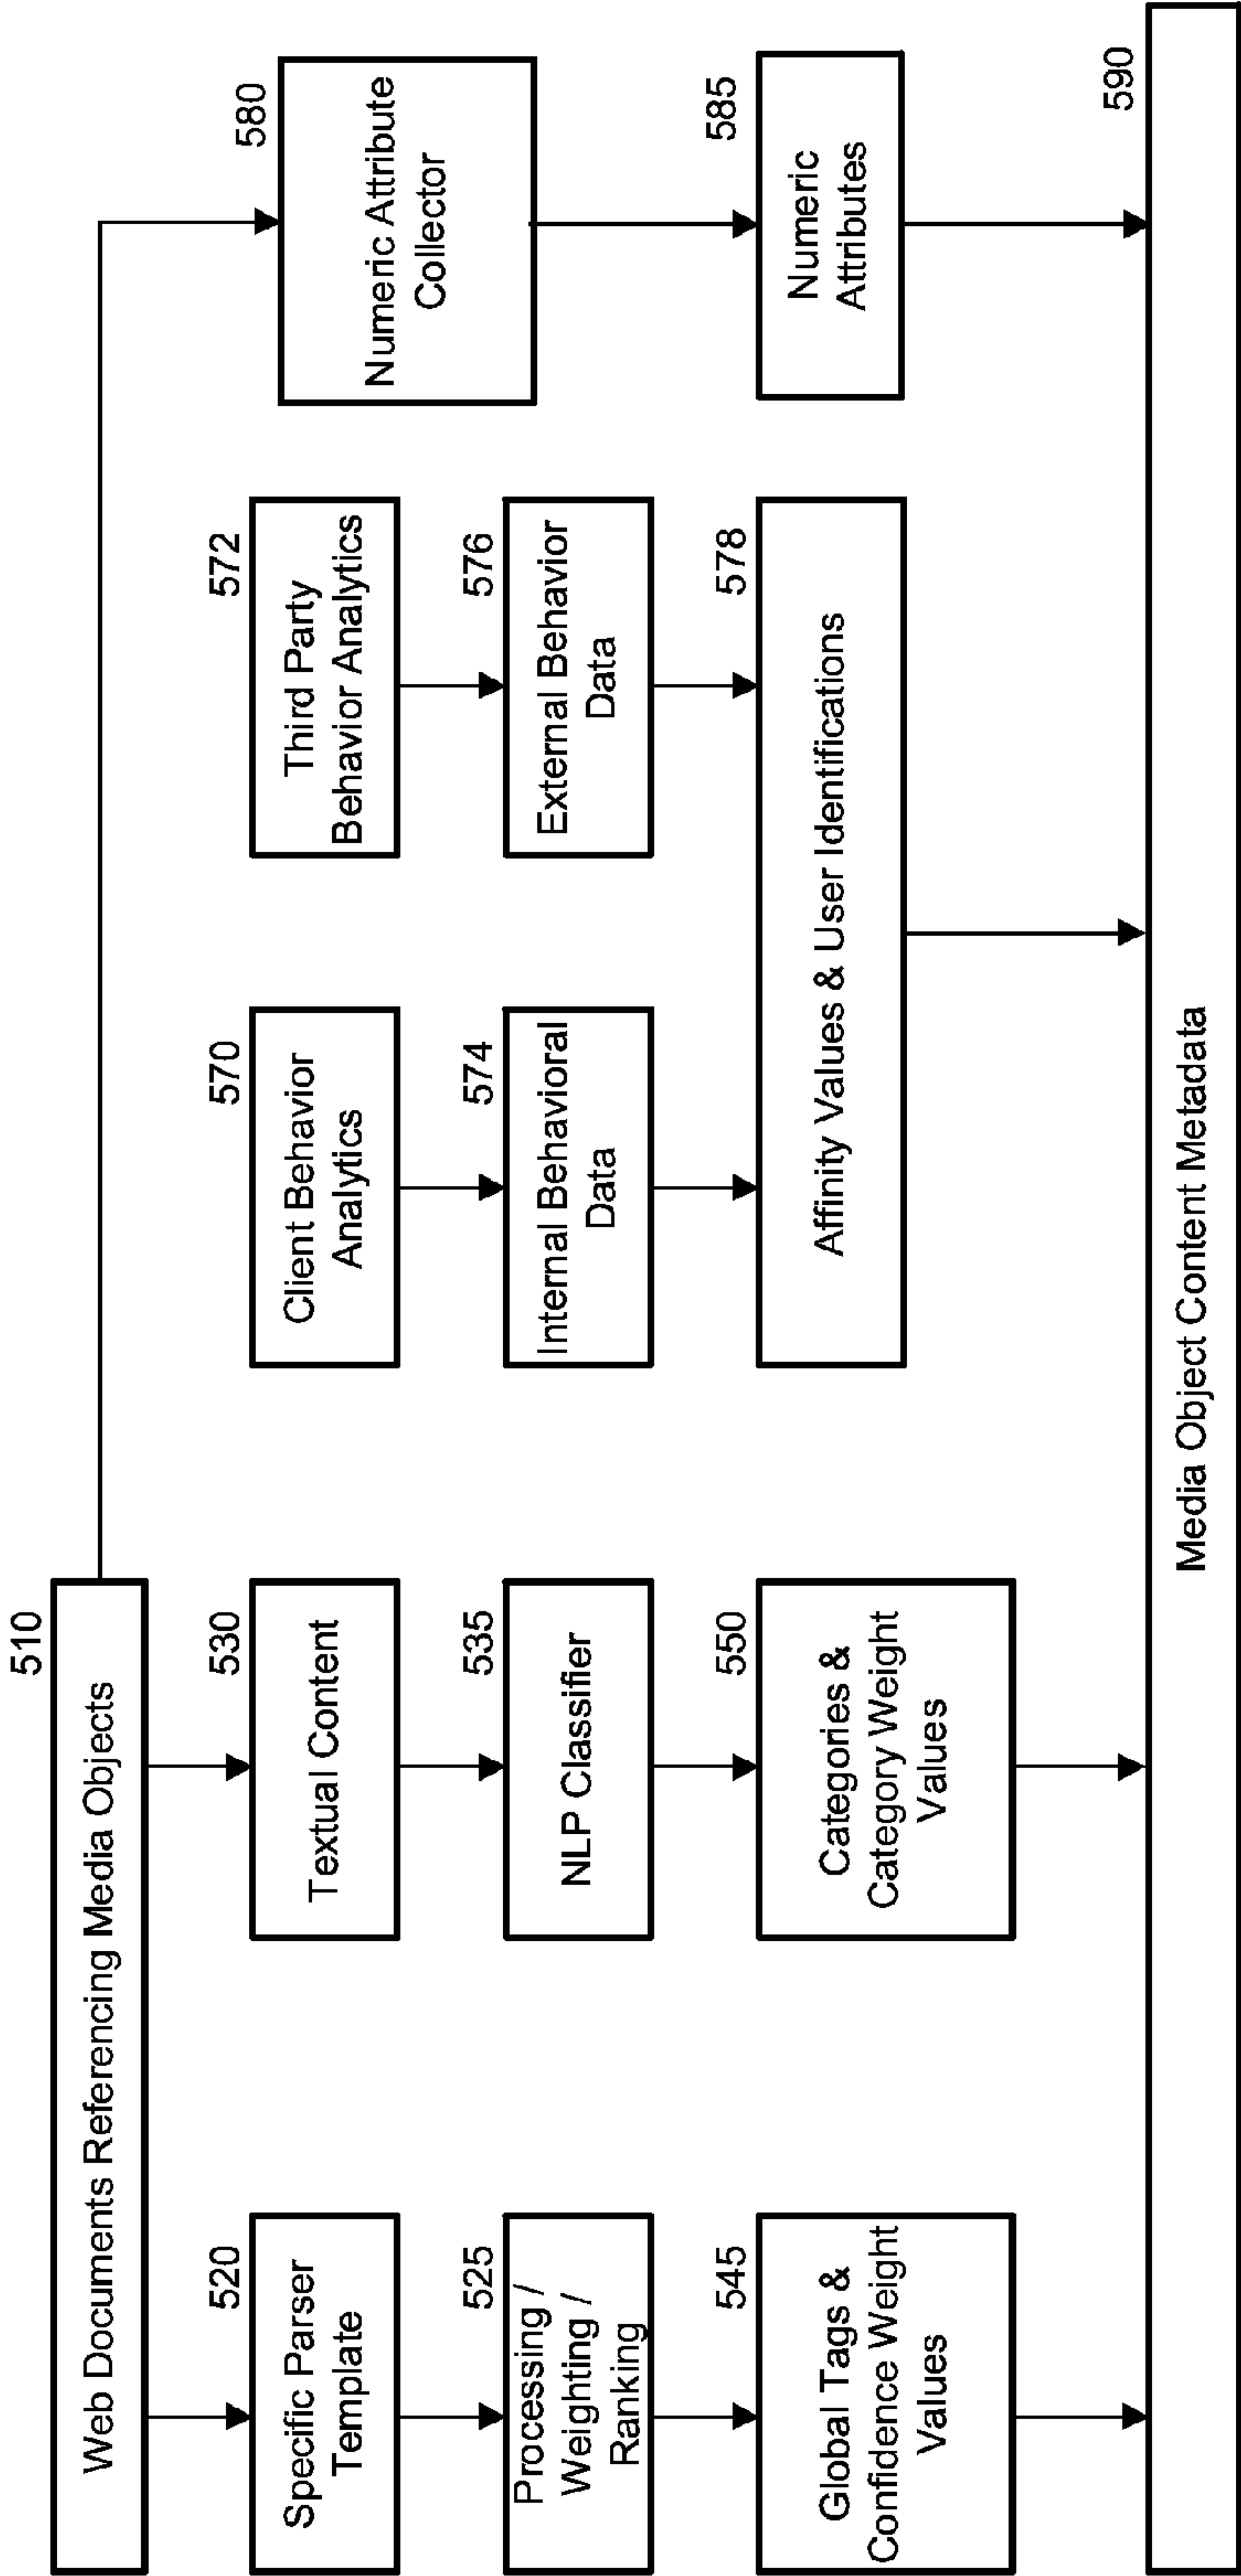 510
Web Documents Referencing Media Objects
520
Specific Parser
Template
530
Textual Content
570
Client Behavior
Analytics
572
Third Party
Behavior Analytics
580
Numeric Attribute
Collector
525
Processing /
Weighting /
Ranking
535
NLP Classifier
574
Internal Behavioral
Data
576
External Behavior
Data
545
Global Tags &
Confidence Weight
Values
550
Categories &
Category Weight
Values
578
Affinity Values & User Identifications
585
Numeric
Attributes
590
Media Object Content Metadata